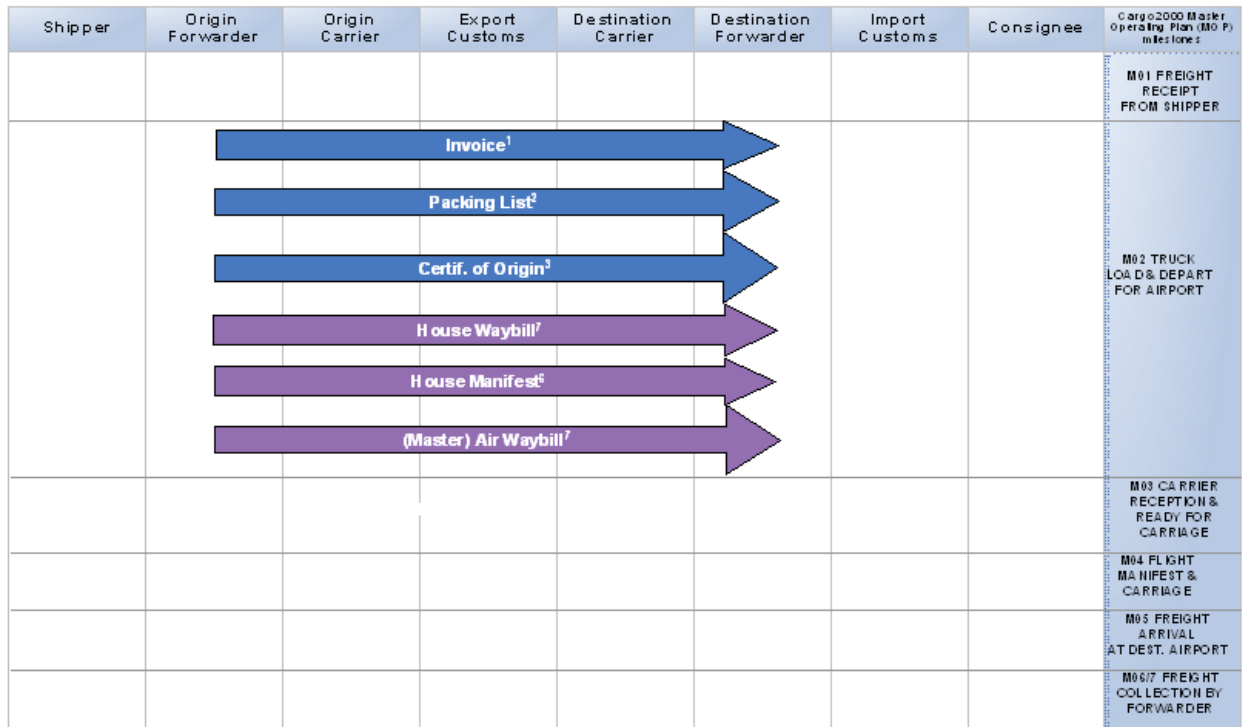 Shipper
Origin
Forwarder
Origin
Carrier
Export
Customs
Destination
Carrier
Destination
Forwarder
Import
Customs
Consignee
Cargo2000 Master
Operating Plan (MOP)
milestones
M01 FREIGHT
RECEIPT
FROM SHIPPER
Invoice¹
Packing List²
Certif. of Origin³
House Waybill⁷
House Manifest⁶
(Master) Air Waybill⁷
M02 TRUCK
LOAD & DEPART
FOR AIRPORT
M03 CARRIER
RECEPTION &
READY FOR
CARRIAGE
M04 FLIGHT
MANIFEST &
CARRIAGE
M05 FREIGHT
ARRIVAL
AT DEST. AIRPORT
M06/7 FREIGHT
COLLECTION BY
FORWARDER